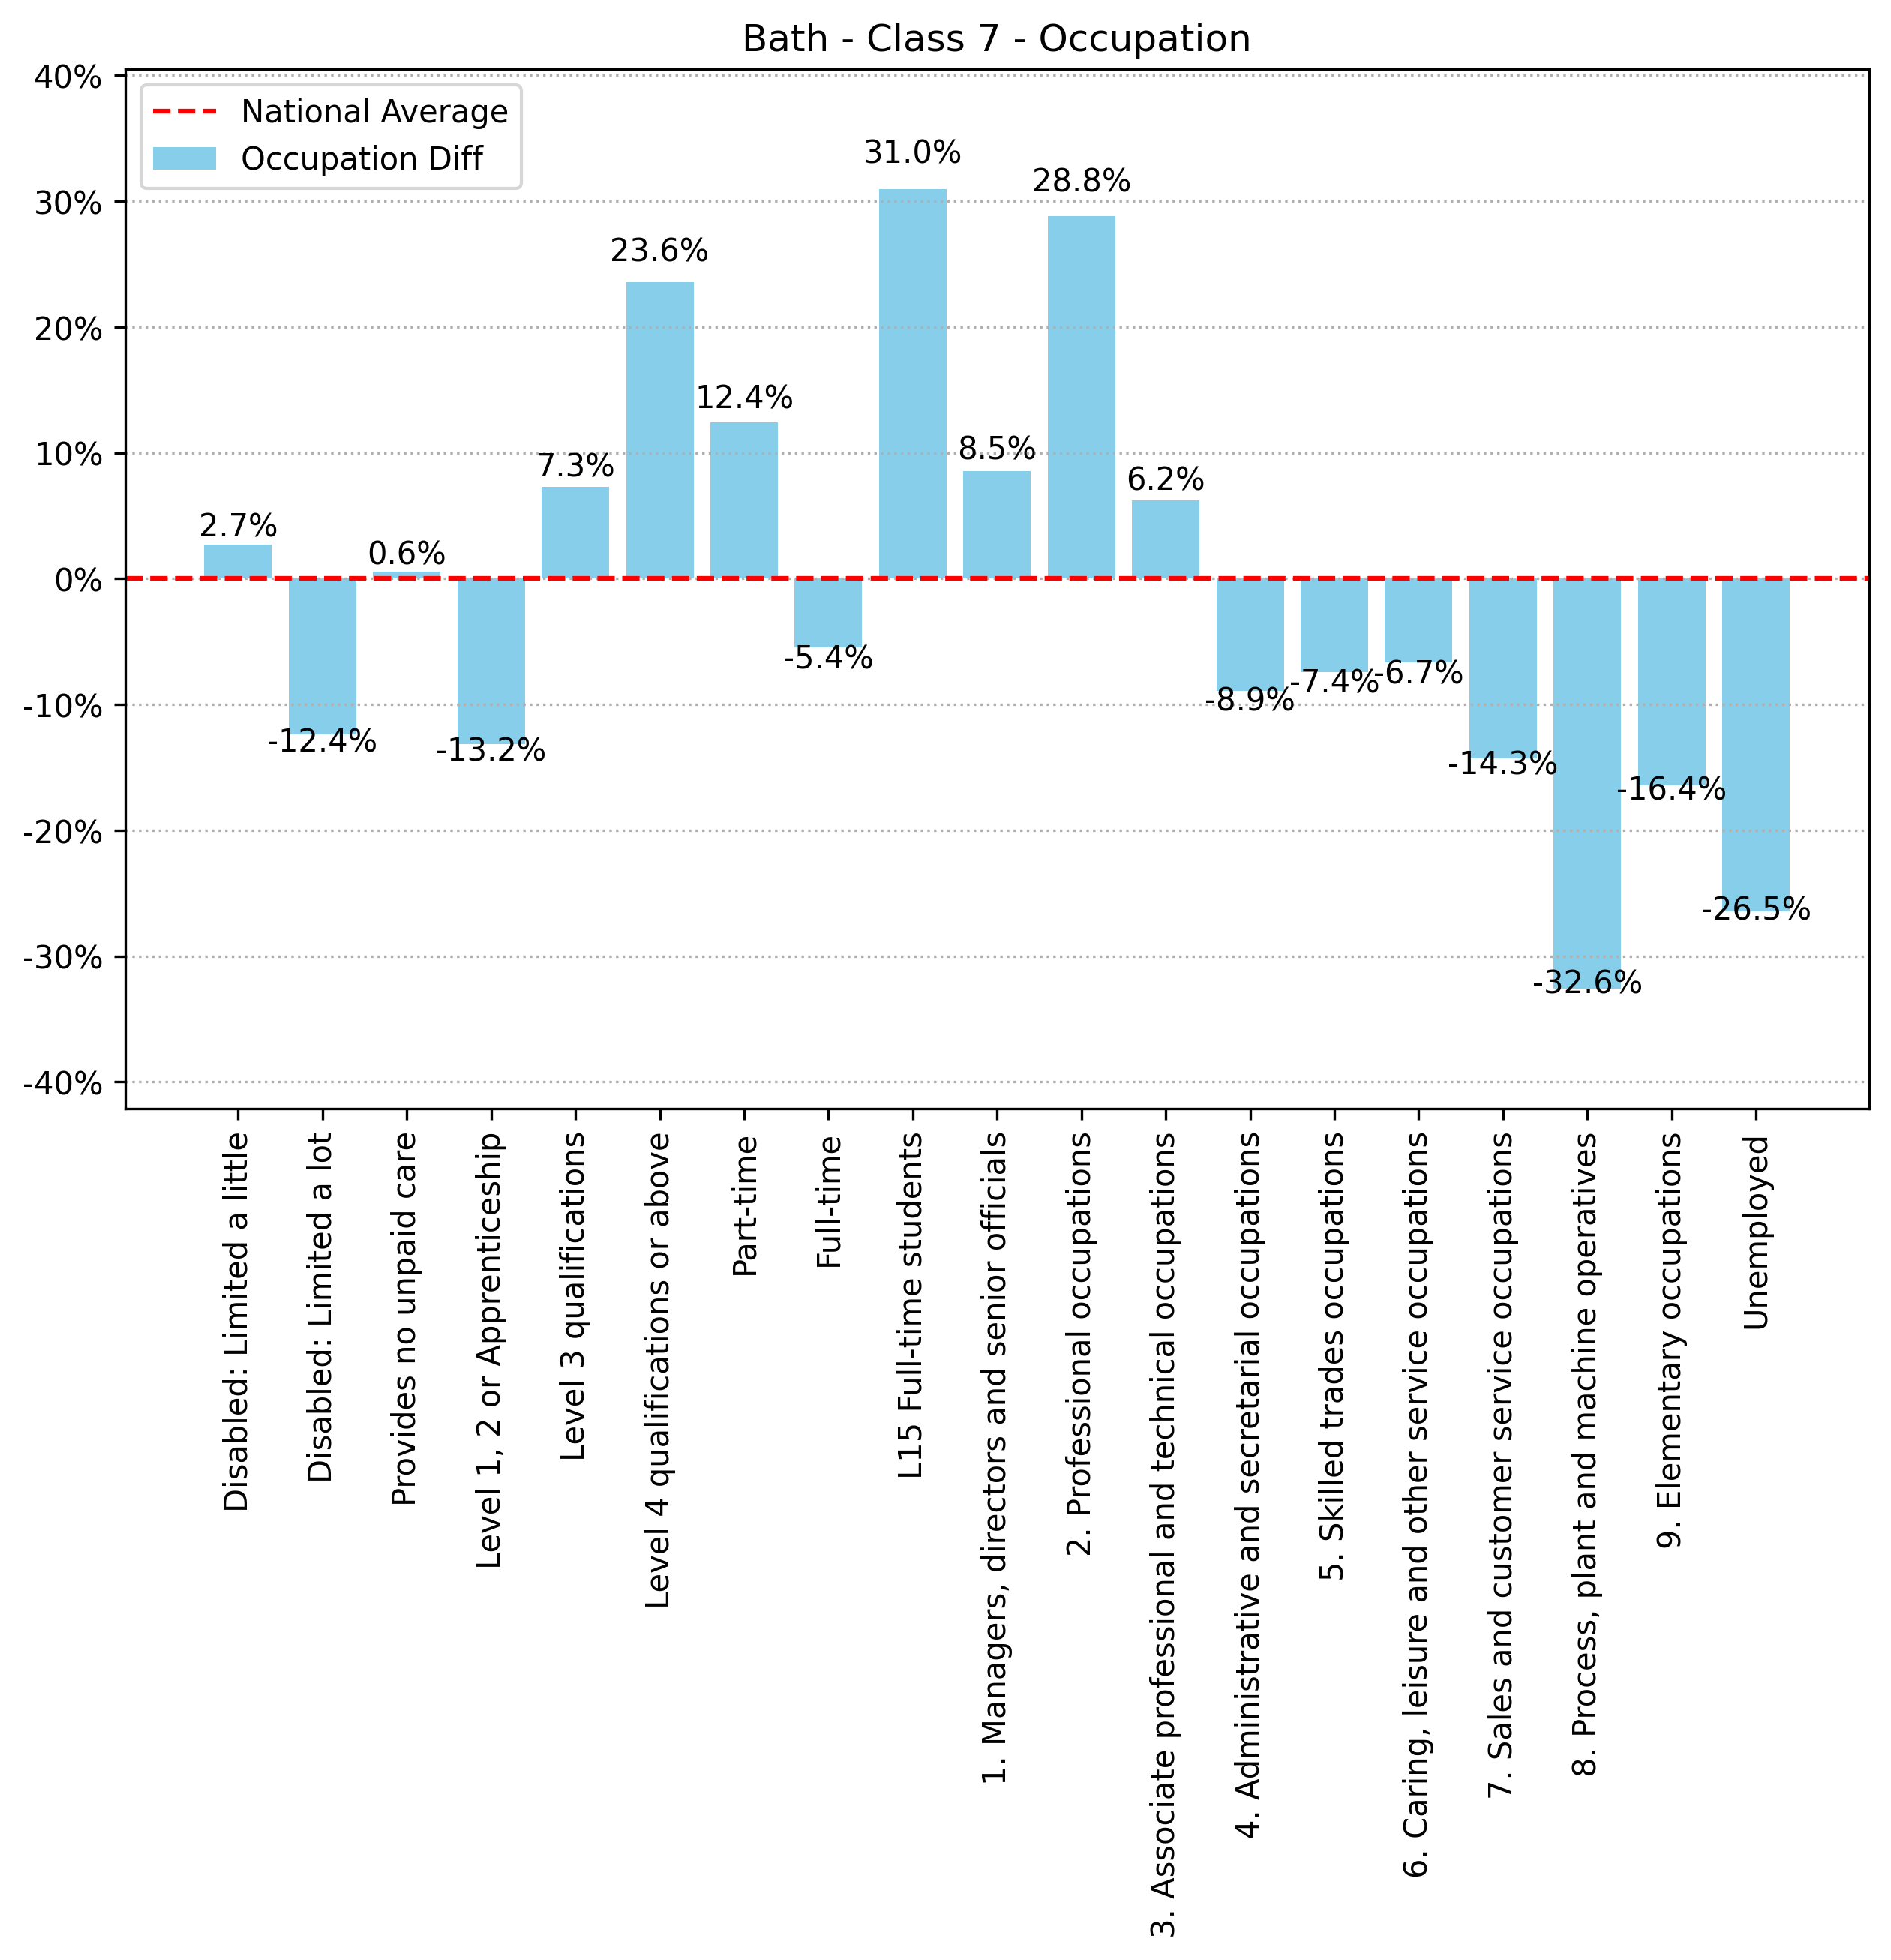 Bath - Class 7 - Occupation
National Average
Occupation Diff
40%
30%
20%
10%
0%
-10%
-20%
-30%
-40%
2.7%
-12.4%
0.6%
-13.2%
7.3%
23.6%
12.4%
-5.4%
31.0%
8.5%
28.8%
6.2%
-8.9%
-7.4%
-6.7%
-14.3%
-32.6%
-16.4%
-26.5%
Disabled: Limited a little
Disabled: Limited a lot
Provides no unpaid care
Level 1, 2 or Apprenticeship
Level 3 qualifications
Level 4 qualifications or above
Part-time
Full-time
L15 Full-time students
1. Managers, directors and senior officials
2. Professional occupations
3. Associate professional and technical occupations
4. Administrative and secretarial occupations
5. Skilled trades occupations
6. Caring, leisure and other service occupations
7. Sales and customer service occupations
8. Process, plant and machine operatives
9. Elementary occupations
Unemployed